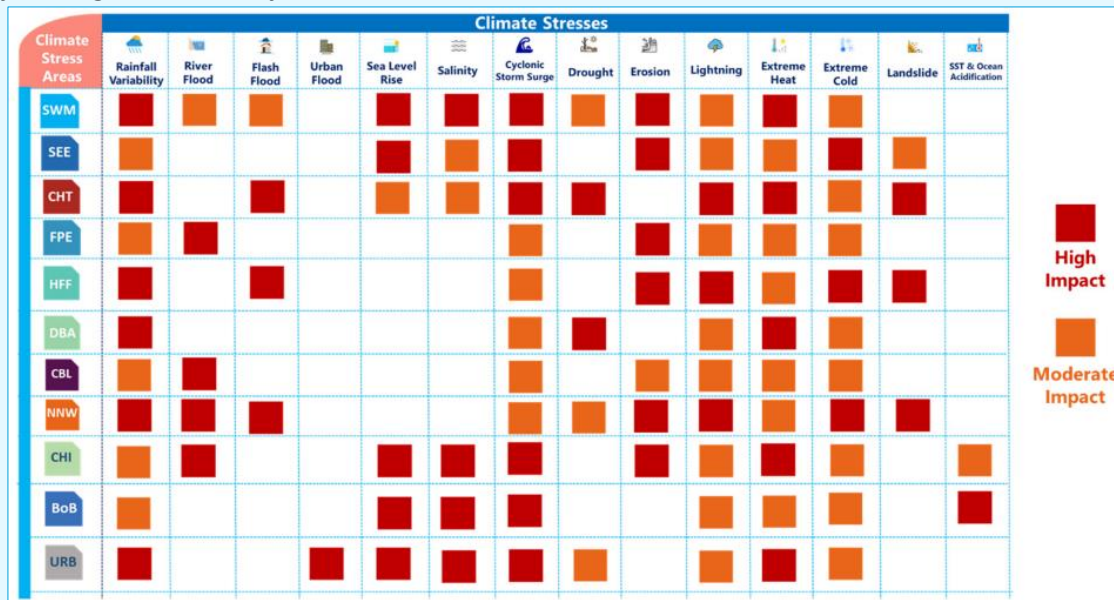 Climate Stresses
Climate
Stress
Areas
Rainfall
Variability
River
Flood
Flash
Flood
Urban
Flood
Sea Level
Rise
Salinity
Cyclonic
Storm Surge
Drought
Erosion
Lightning
Extreme
Heat
Extreme
Cold
Landslide
SST & Ocean
Acidification
SWM
SEE
CHT
FPE
HFF
DBA
CBL
NNW
CHI
BoB
URB
High
Impact
Moderate
Impact